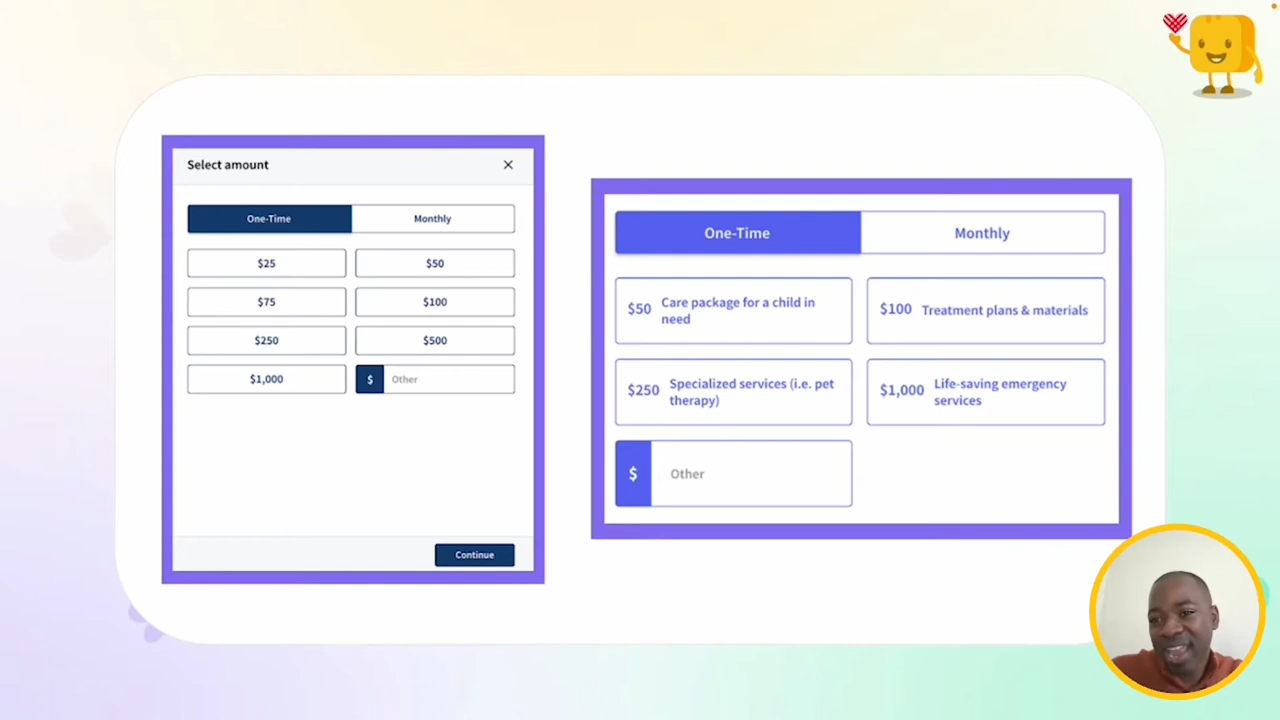 Select amount
One-Time Monthly
$25 $50
$75 $100
$250 $500
$1,000 $ Other
Continue
One-Time Monthly
$50 Care package for a child in
need
$100 Treatment plans & materials
$250 Specialized services (i.e. pet
therapy)
$1,000 Life-saving emergency
services
$ Other